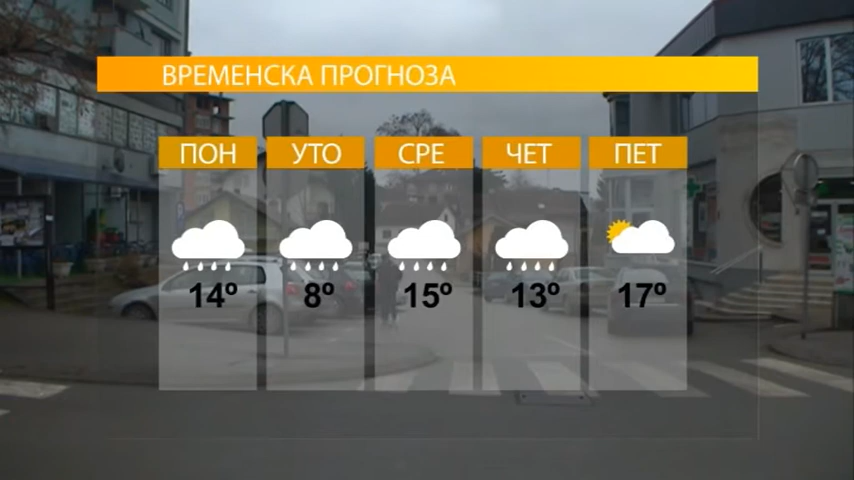 ВРЕМЕНСКА ПРОГНОЗА
ПОН УТО СРЕ ЧЕТ ПЕТ
14º 8º 15º 13º 17º